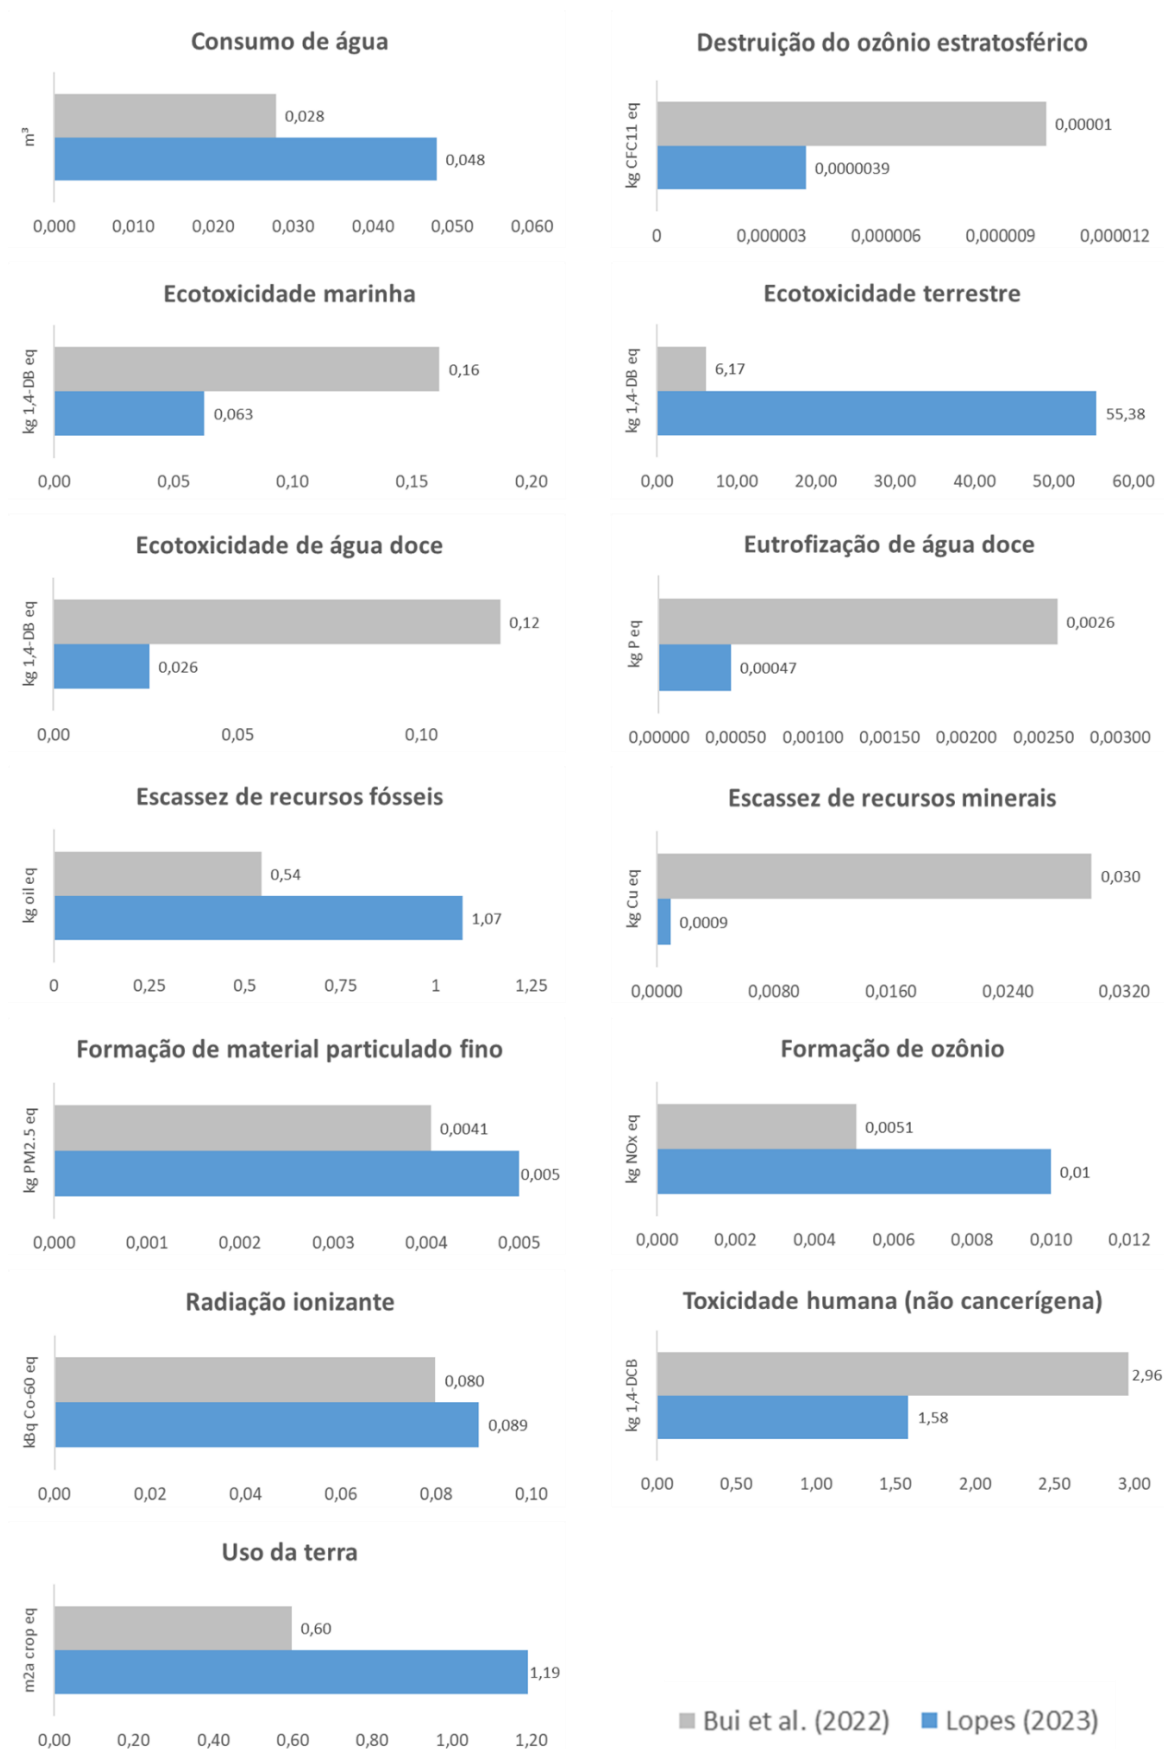 Consumo de água
m³
0,028
0,048
0,000 0,010 0,020 0,030 0,040 0,050 0,060
Destruição do ozônio estratosférico
kg CFC11 eq
0,00001
0,0000039
0 0,000003 0,000006 0,000009 0,000012
Ecotoxicidade marinha
kg 1,4-DB eq
0,16
0,063
0,00 0,05 0,10 0,15 0,20
Ecotoxicidade terrestre
kg 1,4-DB eq
6,17
55,38
0,00 10,00 20,00 30,00 40,00 50,00 60,00
Ecotoxicidade de água doce
kg 1,4-DB eq
0,12
0,026
0,00 0,05 0,10
Eutrofização de água doce
kg P eq
0,0026
0,00047
0,00000 0,00050 0,00100 0,00150 0,00200 0,00250 0,00300
Escassez de recursos fósseis
kg oil eq
0,54
1,07
0 0,25 0,5 0,75 1 1,25
Escassez de recursos minerais
kg Cu eq
0,030
0,0009
0,0000 0,0080 0,0160 0,0240 0,0320
Formação de material particulado fino
kg PM2.5 eq
0,0041
0,005
0,000 0,001 0,002 0,003 0,004 0,005
Formação de ozônio
kg NOx eq
0,0051
0,01
0,000 0,002 0,004 0,006 0,008 0,010 0,012
Radiação ionizante
kBq Co-60 eq
0,080
0,089
0,00 0,02 0,04 0,06 0,08 0,10
Toxicidade humana (não cancerígena)
kg 1,4-DCB
2,96
1,58
0,00 0,50 1,00 1,50 2,00 2,50 3,00
Uso da terra
m2a crop eq
0,60
1,19
0,00 0,20 0,40 0,60 0,80 1,00 1,20
Bui et al. (2022) Lopes (2023)